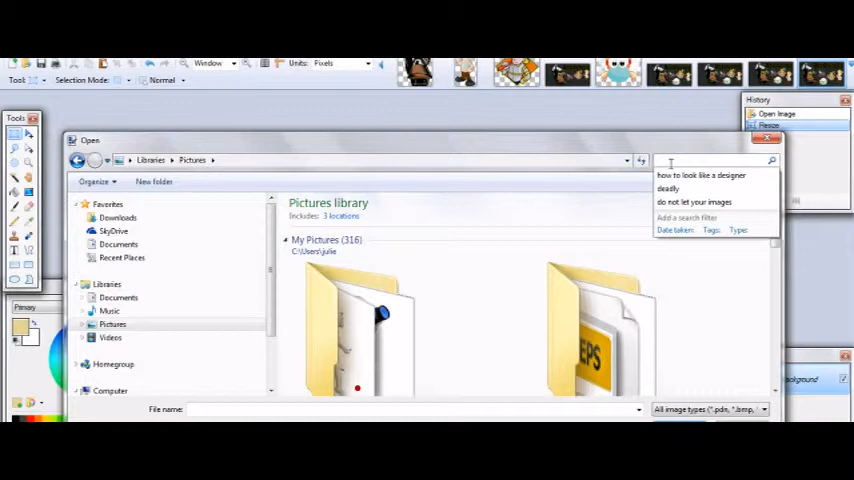 Window
Units: Pixels
Tool:
Selection Mode:
Normal
Tools
History
Open Image
Resize
Open
Libraries
Pictures
Organize
New folder
how to look like a designer
deadly
do not let your images
Add a search filter
Date taken: Tags: Type:
Favorites
Downloads
SkyDrive
Documents
Recent Places
Libraries
Documents
Music
Pictures
Videos
Homegroup
Computer
Pictures library
Includes: 3 locations
My Pictures (316)
C:\Users\julie
EPS
Primary
File name:
All image types (*.pdn, *.bmp,